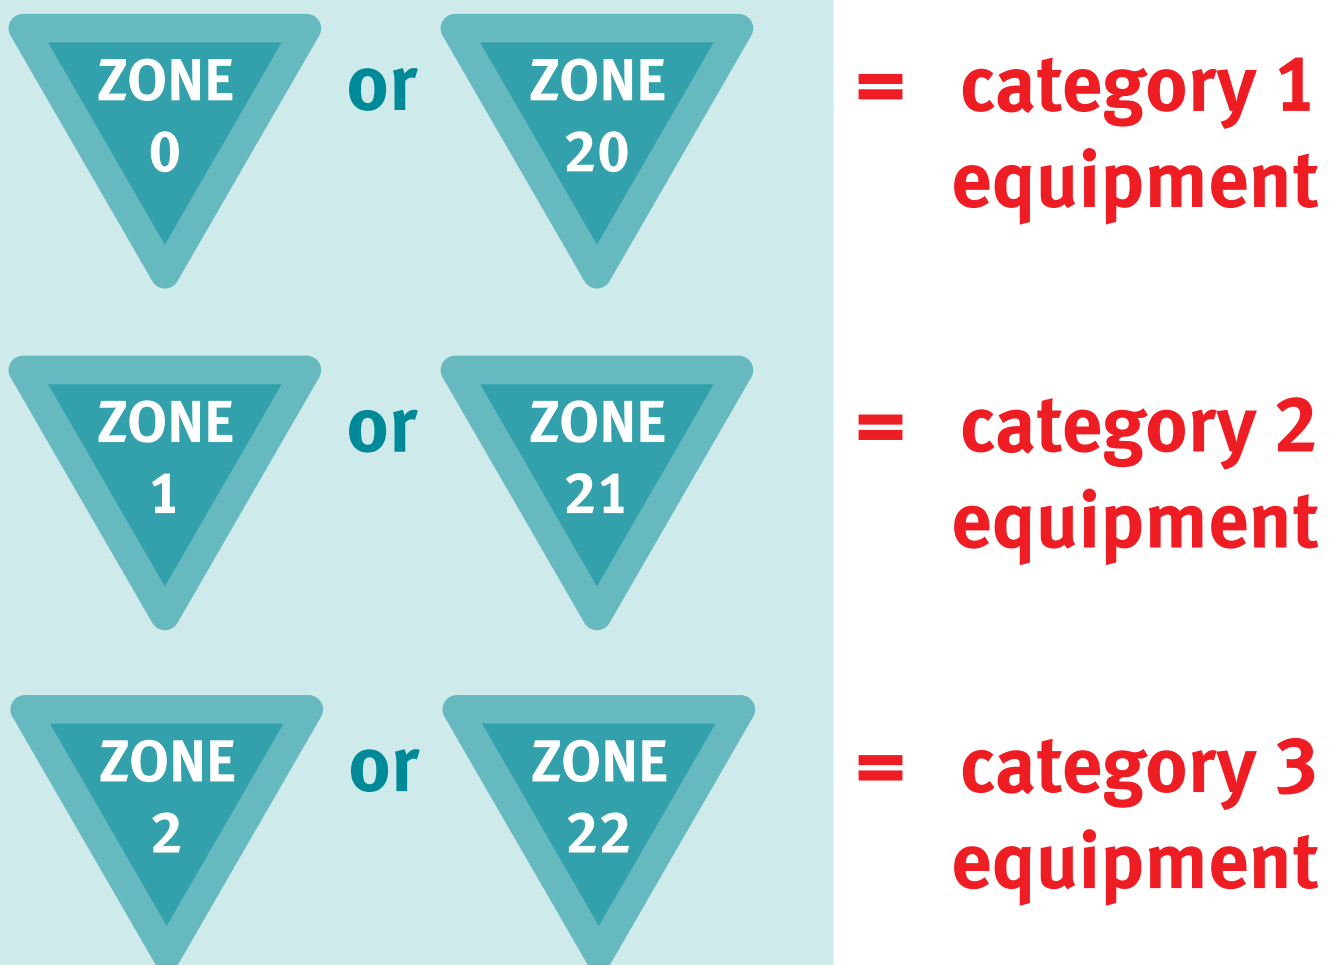 ZONE
0
or
ZONE
20
= category 1
equipment
ZONE
1
or
ZONE
21
= category 2
equipment
ZONE
2
or
ZONE
22
= category 3
equipment